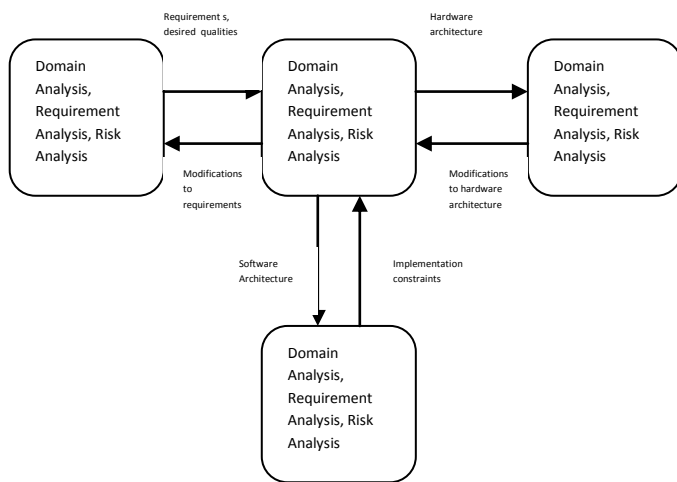 Requirement s,
desired qualities
Hardware
architecture
Domain
Analysis,
Requirement
Analysis, Risk
Analysis
Domain
Analysis,
Requirement
Analysis, Risk
Analysis
Domain
Analysis,
Requirement
Analysis, Risk
Analysis
Modifications
to
requirements
Modifications
to hardware
architecture
Software
Architecture
Implementation
constraints
Domain
Analysis,
Requirement
Analysis, Risk
Analysis